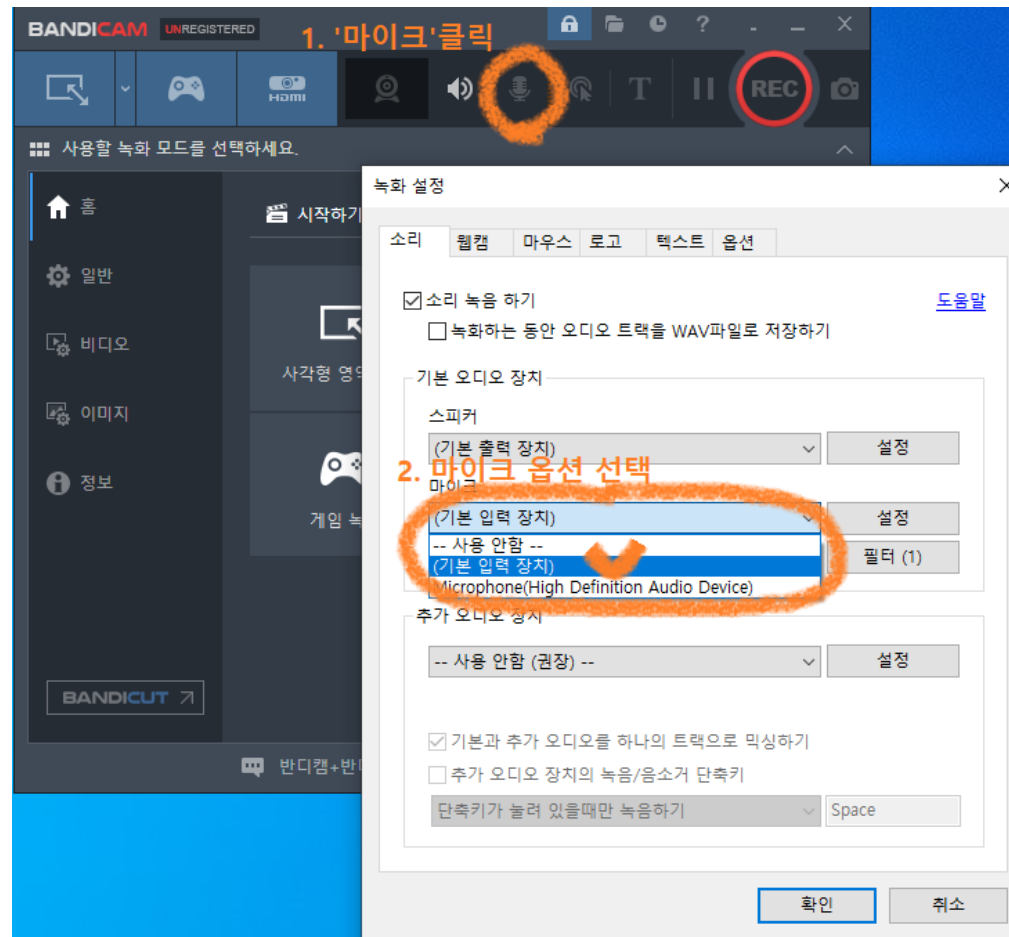 BANDICAM UNREGISTERED
1. '마이크'클릭
HDMI
T
REC
사용할 녹화 모드를 선택하세요.
홈
일반
비디오
이미지
정보
BANDICUT
시작하기
사각형
게임
반디캠+반디
녹화 설정
소리 웹캠 마우스 로고 텍스트 옵션
소리 녹음 하기
도움말
녹화하는 동안 오디오 트랙을 WAV파일로 저장하기
기본 오디오 장치
스피커
(기본 출력 장치)
설정
2. 마이크 옵션 선택
마이크
(기본 입력 장치)
설정
-- 사용 안함 --
(기본 입력 장치)
Microphone(High Definition Audio Device)
필터 (1)
추가 오디오 장치
-- 사용 안함 (권장) --
설정
기본과 추가 오디오를 하나의 트랙으로 믹싱하기
추가 오디오 장치의 녹음/음소거 단축키
단축키가 눌려 있을때만 녹음하기
Space
확인
취소